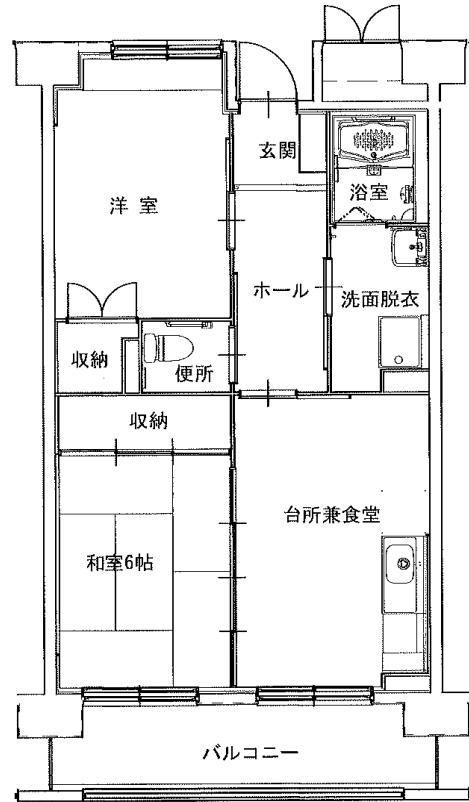 玄関
洋室
浴室
ホール
洗面脱衣
収納
便所
収納
台所兼食堂
和室6帖
バルコニー